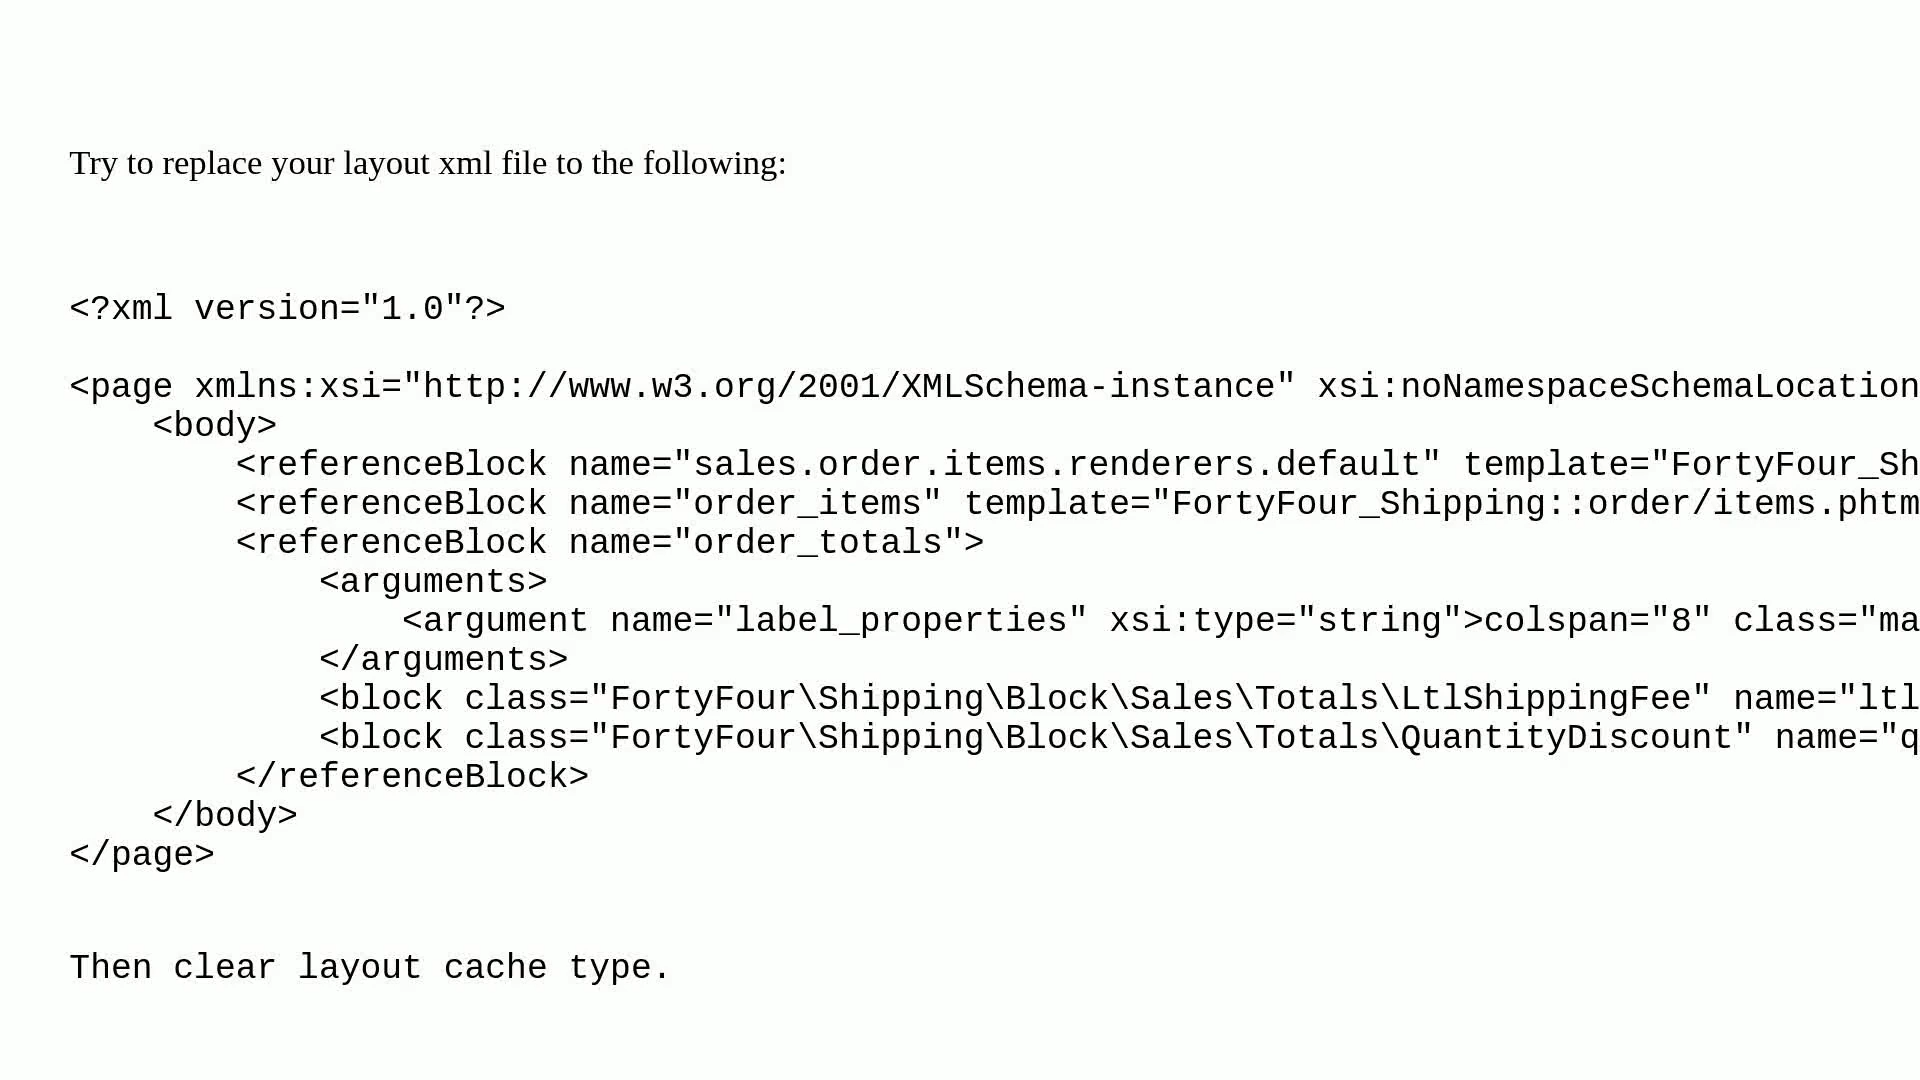 Try to replace your layout xml file to the following:
<?xml version="1.0"?>
<page xmlns:xsi="http://www.w3.org/2001/XMLSchema-instance" xsi:noNamespaceSchemaLocation
<body>
<referenceBlock name="sales.order.items.renderers.default" template="FortyFour_Sh
<referenceBlock name="order_items" template="FortyFour_Shipping::order/items.phtm
<referenceBlock name="order_totals">
<arguments>
<argument name="label_properties" xsi:type="string">colspan="8" class="ma
</arguments>
<block class="FortyFour\Shipping\Block\Sales\Totals\LtlShippingFee" name="ltl
<block class="FortyFour\Shipping\Block\Sales\Totals\QuantityDiscount" name="q
</referenceBlock>
</body>
</page>
Then clear layout cache type.